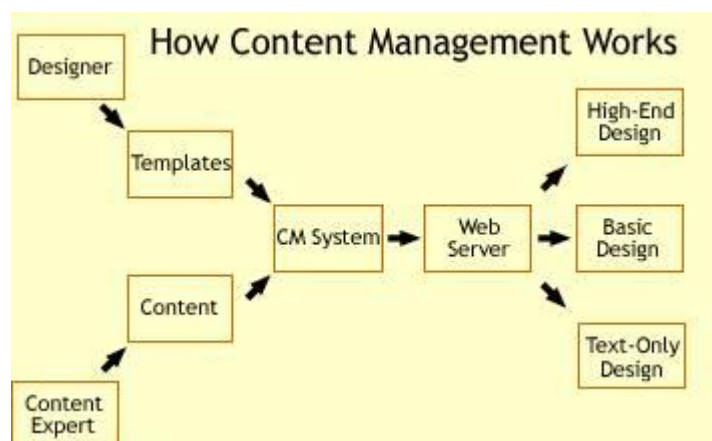 How Content Management Works
Designer
Templates
Content
Content
Expert
CM System
Web
Server
High-End
Design
Basic
Design
Text-Only
Design